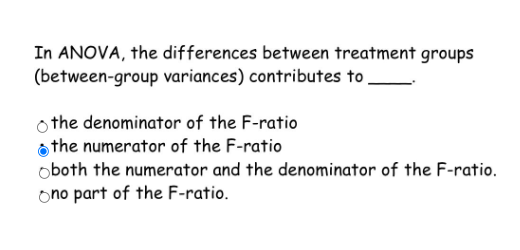 In ANOVA, the differences between treatment groups
(between-group variances) contributes to ____.
the denominator of the F-ratio
the numerator of the F-ratio
both the numerator and the denominator of the F-ratio.
no part of the F-ratio.